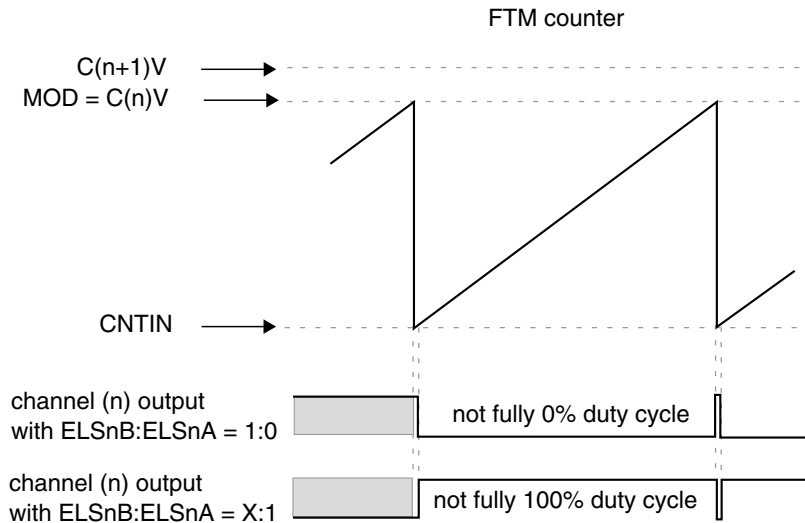 FTM counter
C(n+1)V
MOD = C(n)V
CNTIN
channel (n) output
with ELSnB:ELSnA = 1:0
not fully 0% duty cycle
channel (n) output
with ELSnB:ELSnA = X:1
not fully 100% duty cycle